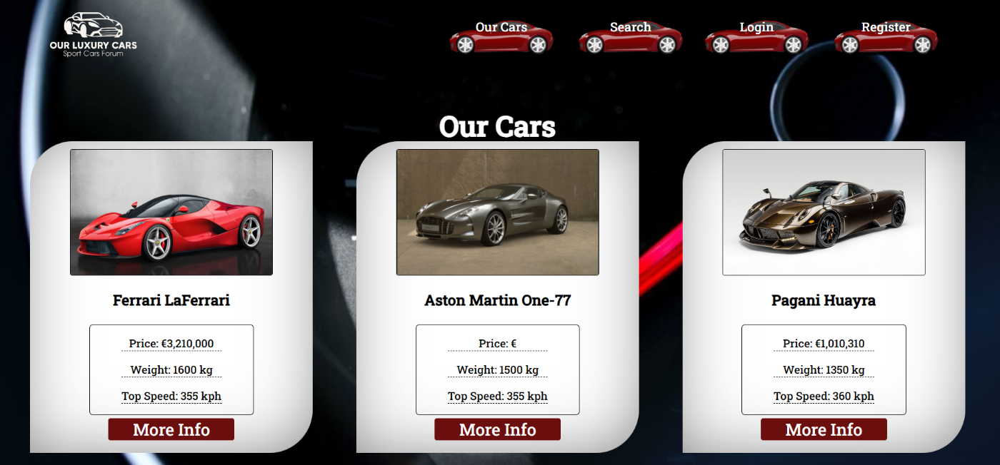 OUR LUXURY CARS
Sport Cars Forum
Our Cars
Search
Login
Register
Our Cars
Ferrari LaFerrari
Price: €3,210,000
Weight: 1600 kg
Top Speed: 355 kph
More Info
Aston Martin One-77
Price: €
Weight: 1500 kg
Top Speed: 355 kph
More Info
Pagani Huayra
Price: €1,010,310
Weight: 1350 kg
Top Speed: 360 kph
More Info